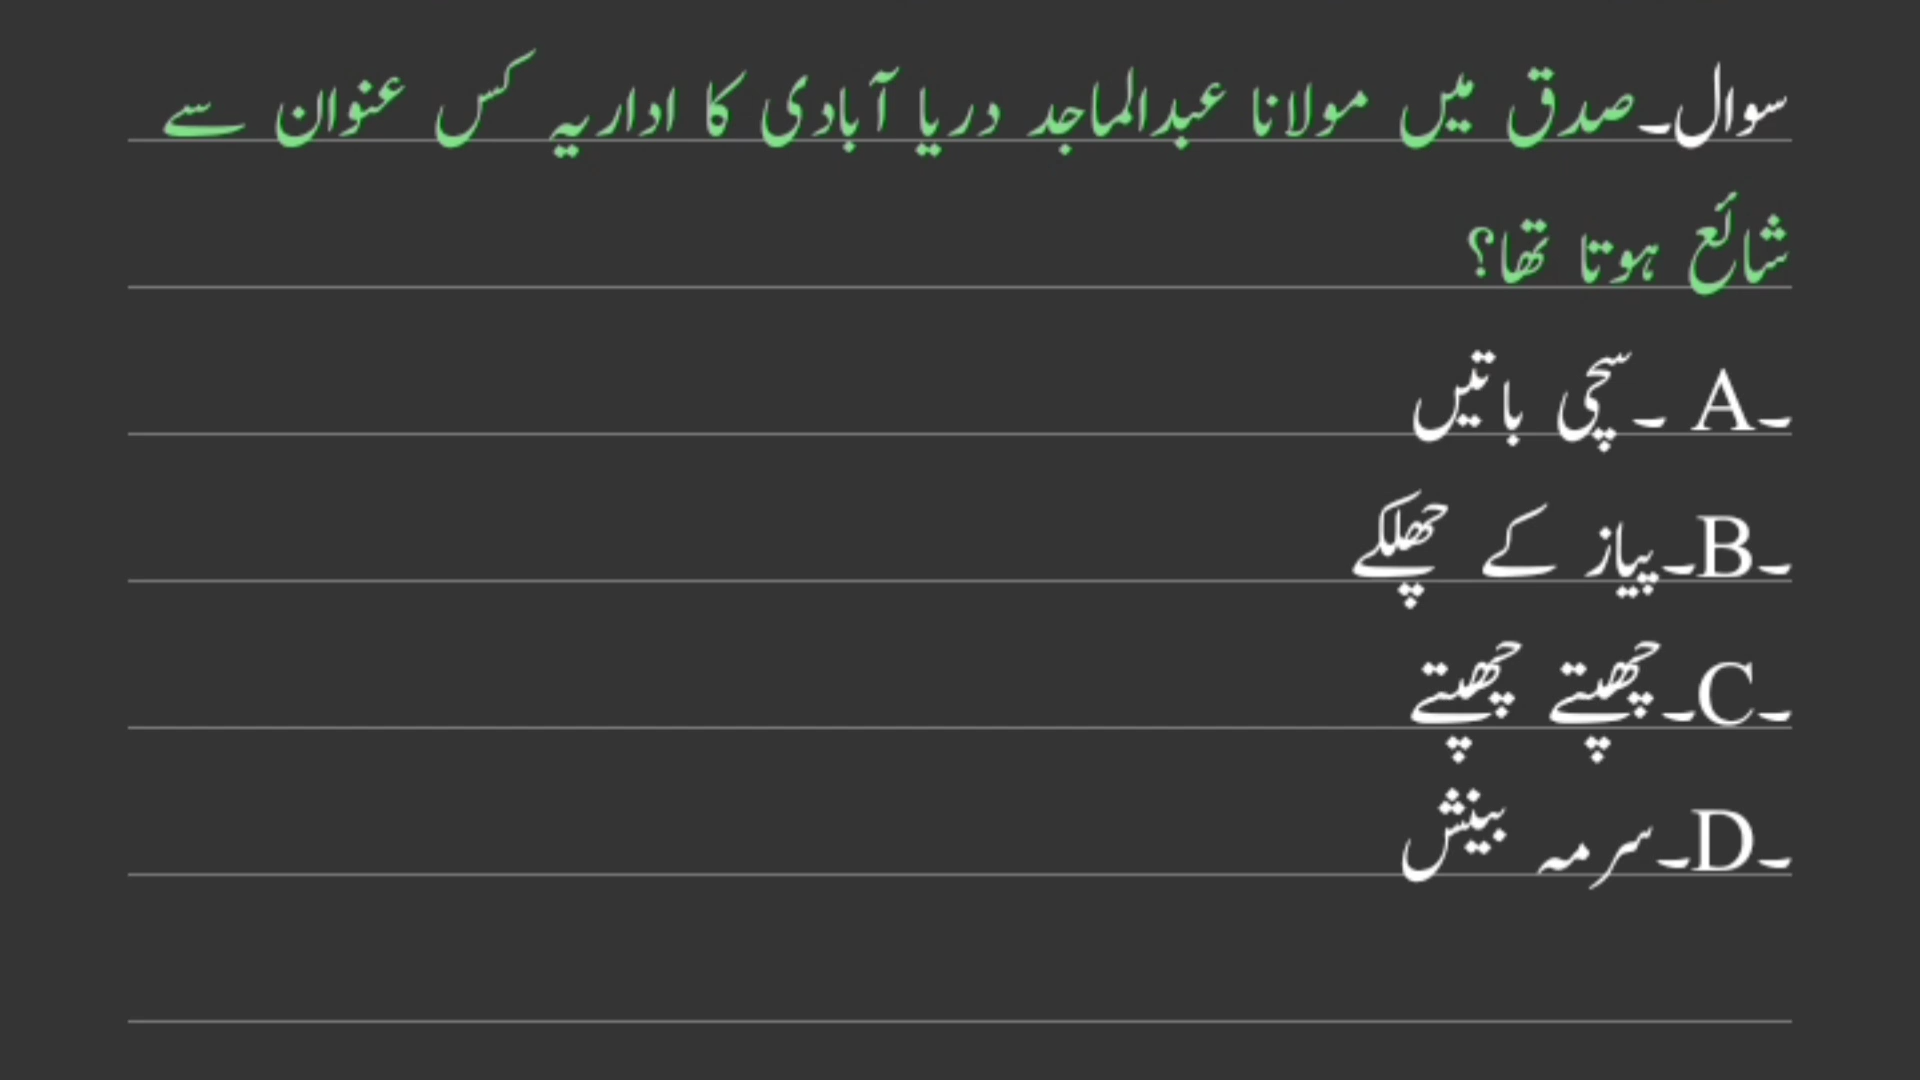 سوال۔صدق میں مولانا عبدالماجد دریا آبادی کا اداریہ کس عنوان سے
شائع ہوتا تھا؟
۔A ۔سچی باتیں
۔B۔پیاز کے چھلکے
۔C۔چھپتے چھپتے
۔D۔سرمہ بینش